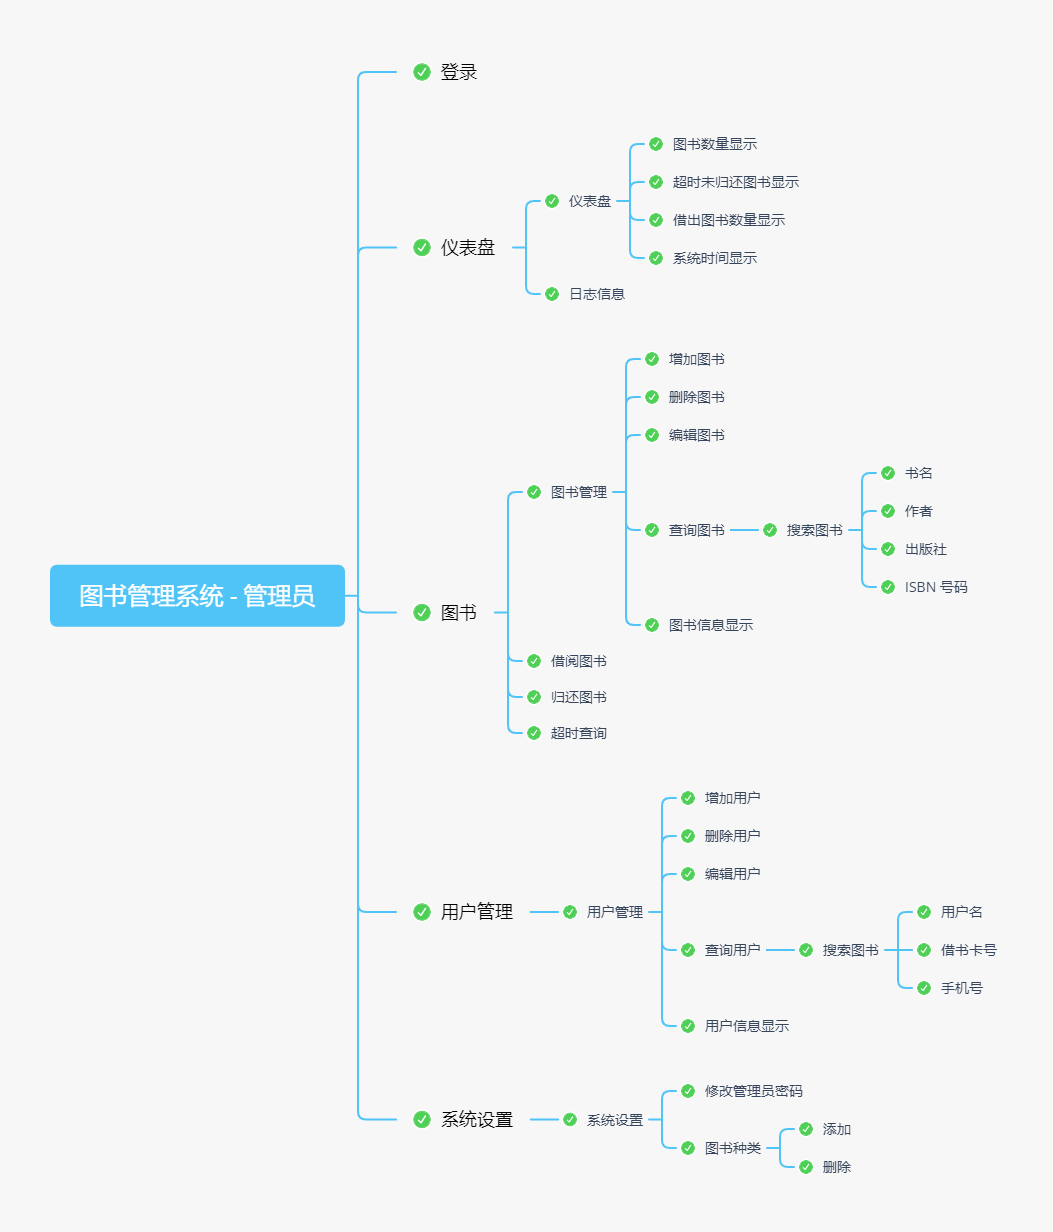 登录
图书数量显示
超时未归还图书显示
仪表盘
借出图书数量显示
仪表盘
系统时间显示
日志信息
增加图书
删除图书
编辑图书
书名
图书管理
作者
查询图书
搜索图书
出版社
ISBN 号码
图书管理系统 - 管理员
图书
图书信息显示
借阅图书
归还图书
超时查询
增加用户
删除用户
编辑用户
用户管理
用户管理
用户名
查询用户
搜索图书
借书卡号
手机号
用户信息显示
修改管理员密码
系统设置
系统设置
添加
图书种类
删除